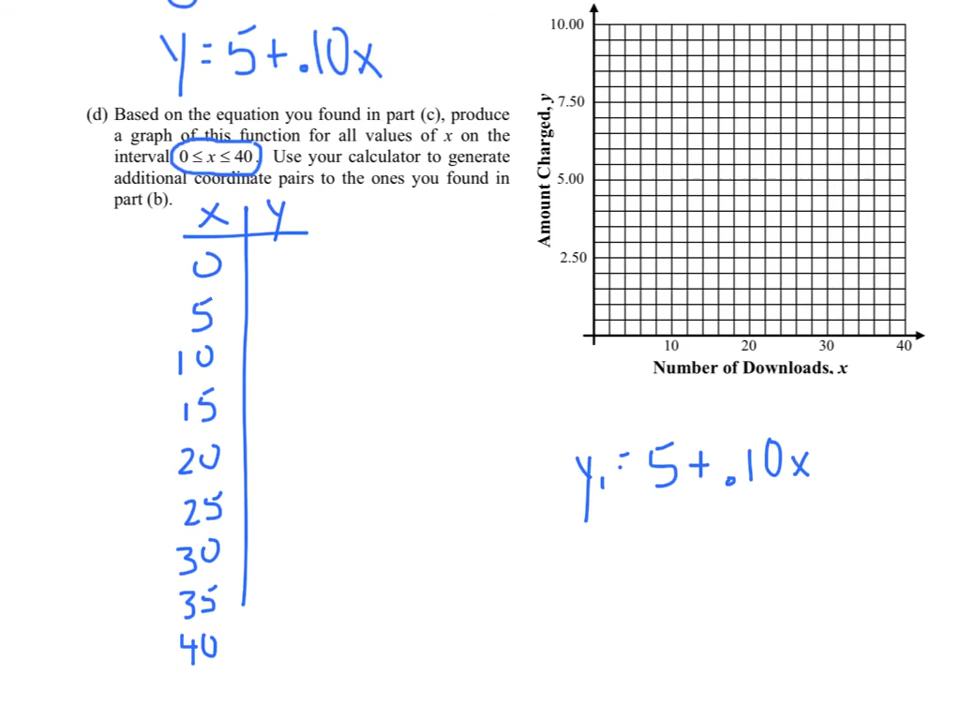 y = 5 + .10x
(d) Based on the equation you found in part (c), produce
a graph of this function for all values of x on the
interval 0 ≤ x ≤ 40. Use your calculator to generate
additional coordinate pairs to the ones you found in
part (b).
x y
0
5
10
15
20
25
30
35
40
10.00
7.50
5.00
2.50
Amount Charged, y
10 20 30 40
Number of Downloads, x
y₁ = 5 + .10x